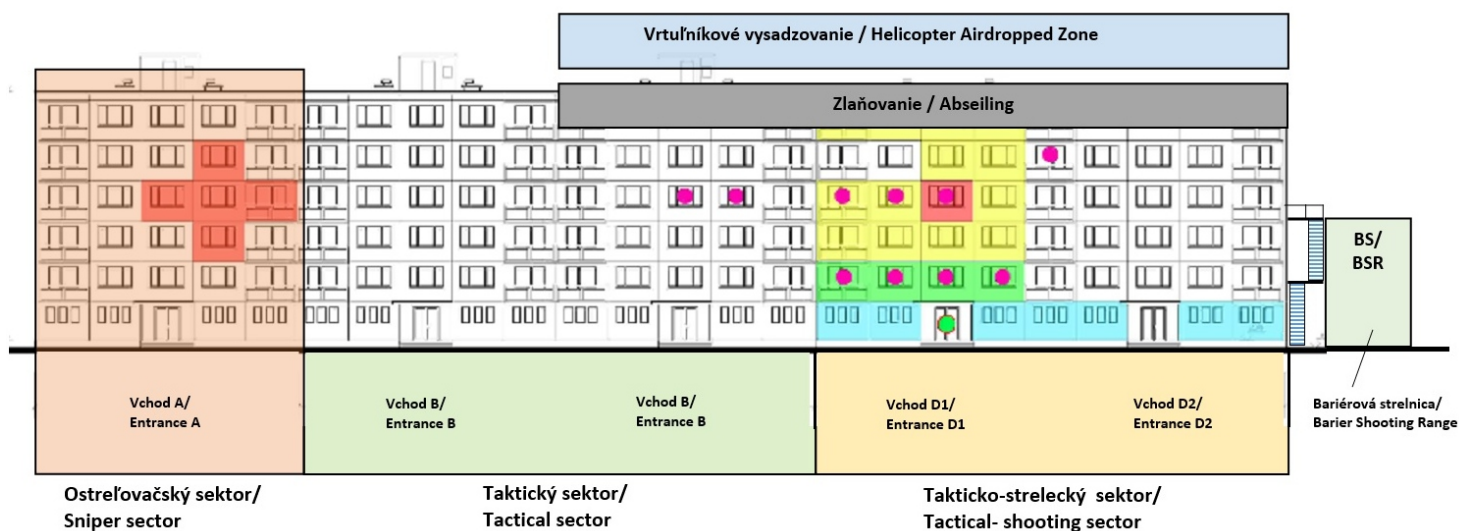 Vrtuľníkové vysadzovanie / Helicopter Airdropped Zone
Zlaňovanie / Abseiling
BS/
BSR
Vchod A/
Entrance A
Vchod B/
Entrance B
Vchod B/
Entrance B
Vchod D1/
Entrance D1
Vchod D2/
Entrance D2
Bariérová strelnica/
Barier Shooting Range
Ostreľovačský sektor/
Sniper sector
Taktický sektor/
Tactical sector
Takticko-strelecký sektor/
Tactical- shooting sector